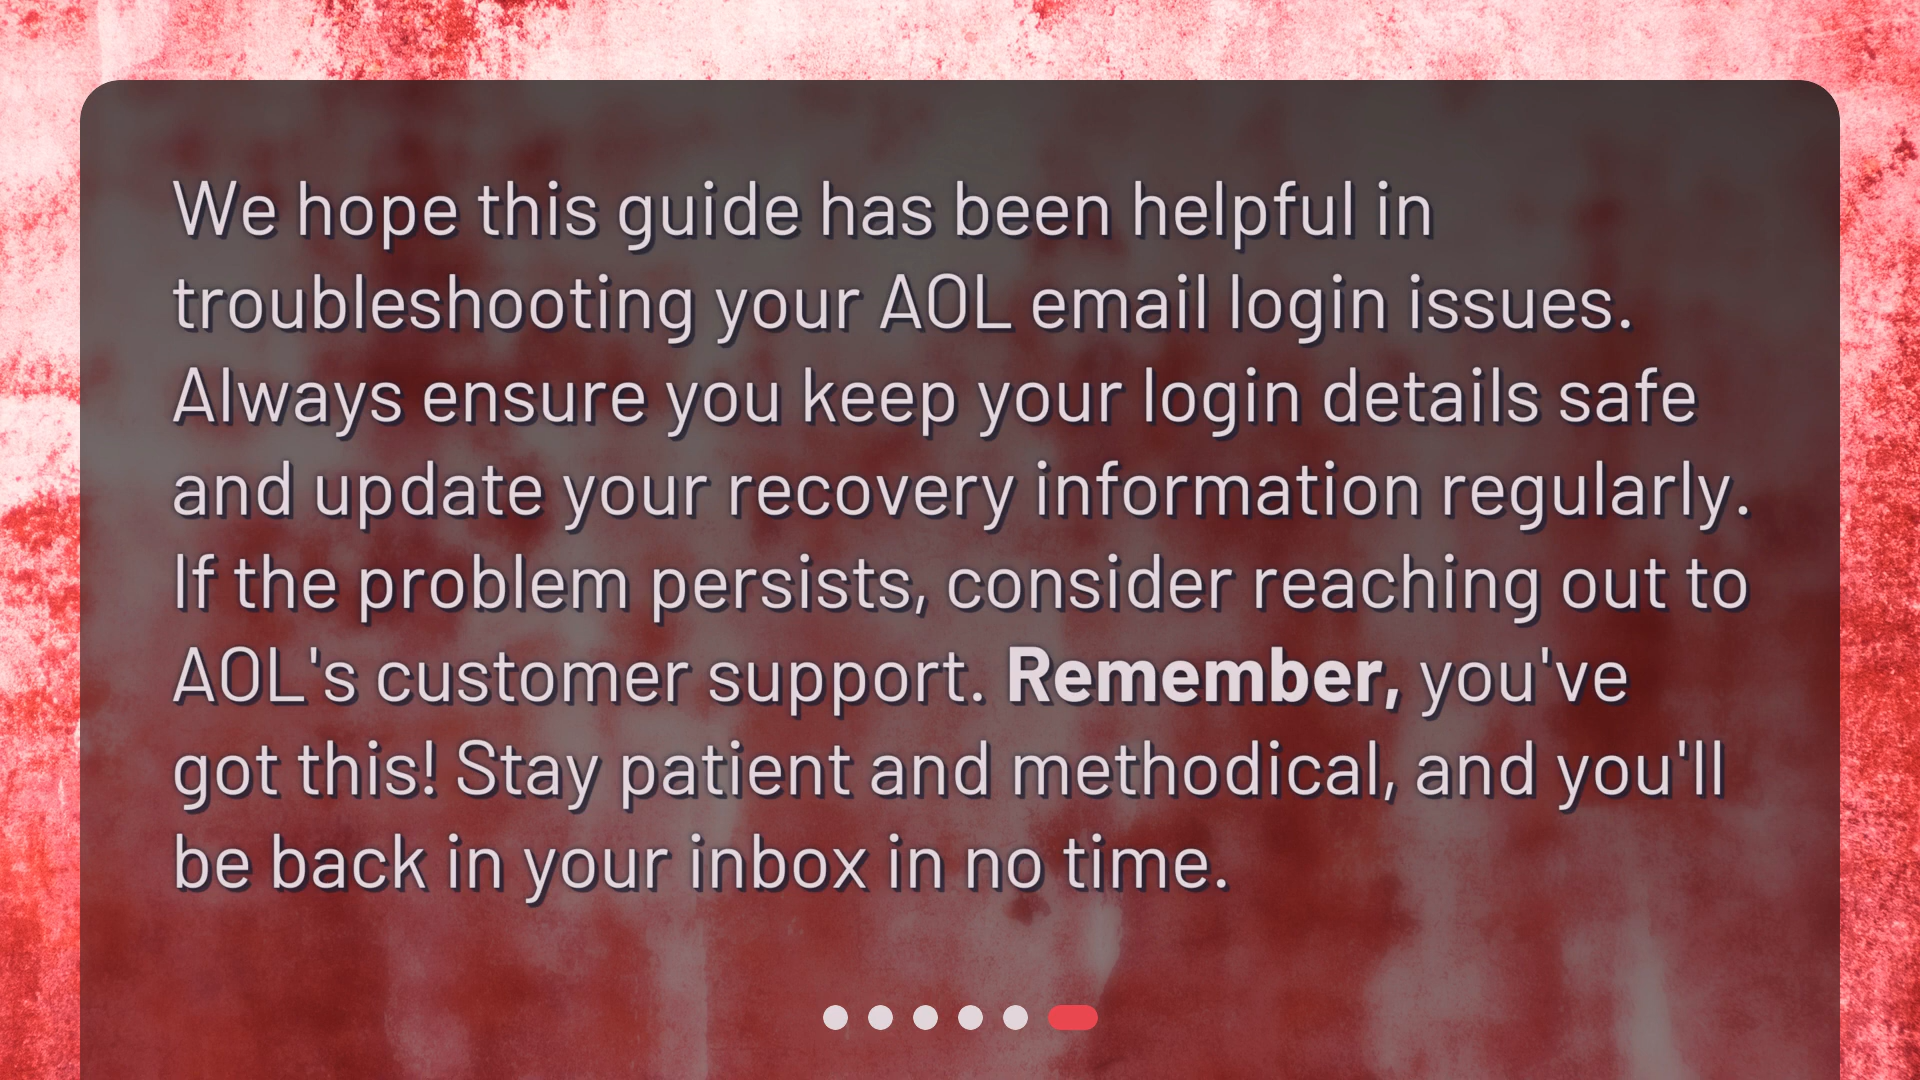 We hope this guide has been helpful in
troubleshooting your AOL email login issues.
Always ensure you keep your login details safe
and update your recovery information regularly.
If the problem persists, consider reaching out to
AOL's customer support. Remember, you've
got this! Stay patient and methodical, and you'll
be back in your inbox in no time.